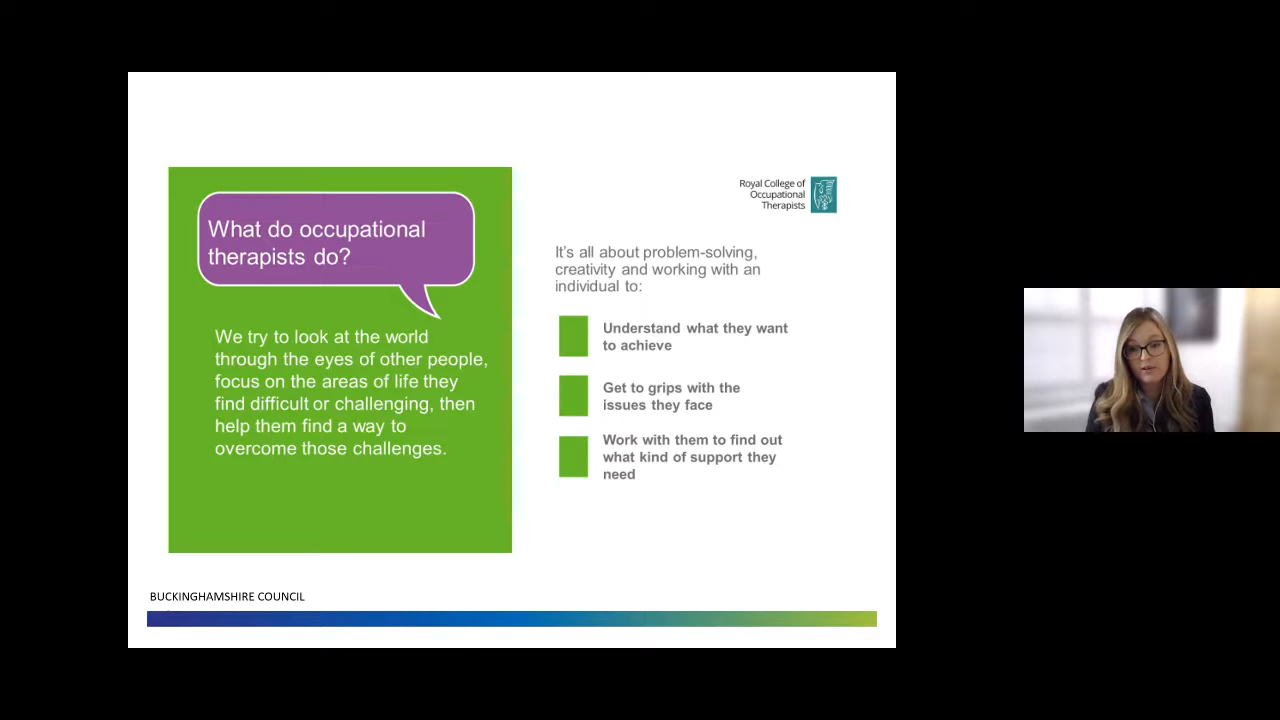 What do occupational
therapists do?
We try to look at the world
through the eyes of other people,
focus on the areas of life they
find difficult or challenging, then
help them find a way to
overcome those challenges.
Royal College of
Occupational
Therapists
It's all about problem-solving,
creativity and working with an
individual to:
Understand what they want
to achieve
Get to grips with the
issues they face
Work with them to find out
what kind of support they
need
BUCKINGHAMSHIRE COUNCIL